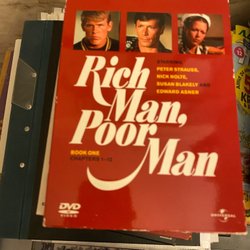 STARRING
PETER STRAUSS,
NICK NOLTE,
SUSAN BLAKELY AND
EDWARD ASNER
Rich
Man,
Poor
Man
BOOK ONE
CHAPTERS 1-12
DVD
VIDEO
UNIVERSAL